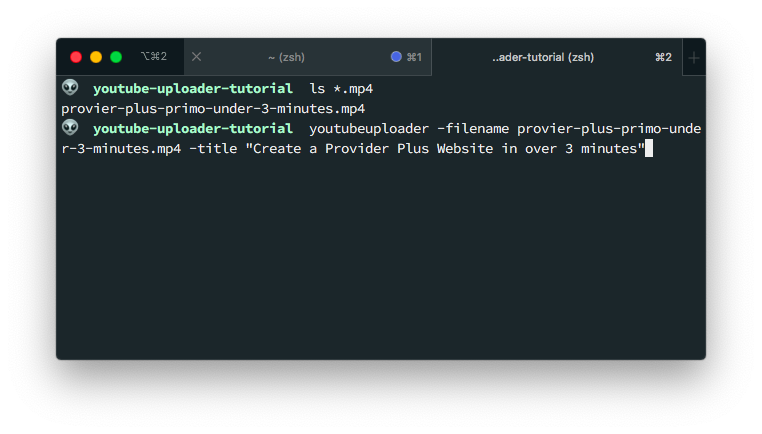 ⌥⌘2 ~ (zsh) ⌘1 ..ader-tutorial (zsh) ⌘2
youtube-uploader-tutorial ls *.mp4
provier-plus-primo-under-3-minutes.mp4
youtube-uploader-tutorial youtubeuploader -filename provier-plus-primo-unde
r-3-minutes.mp4 -title "Create a Provider Plus Website in over 3 minutes"